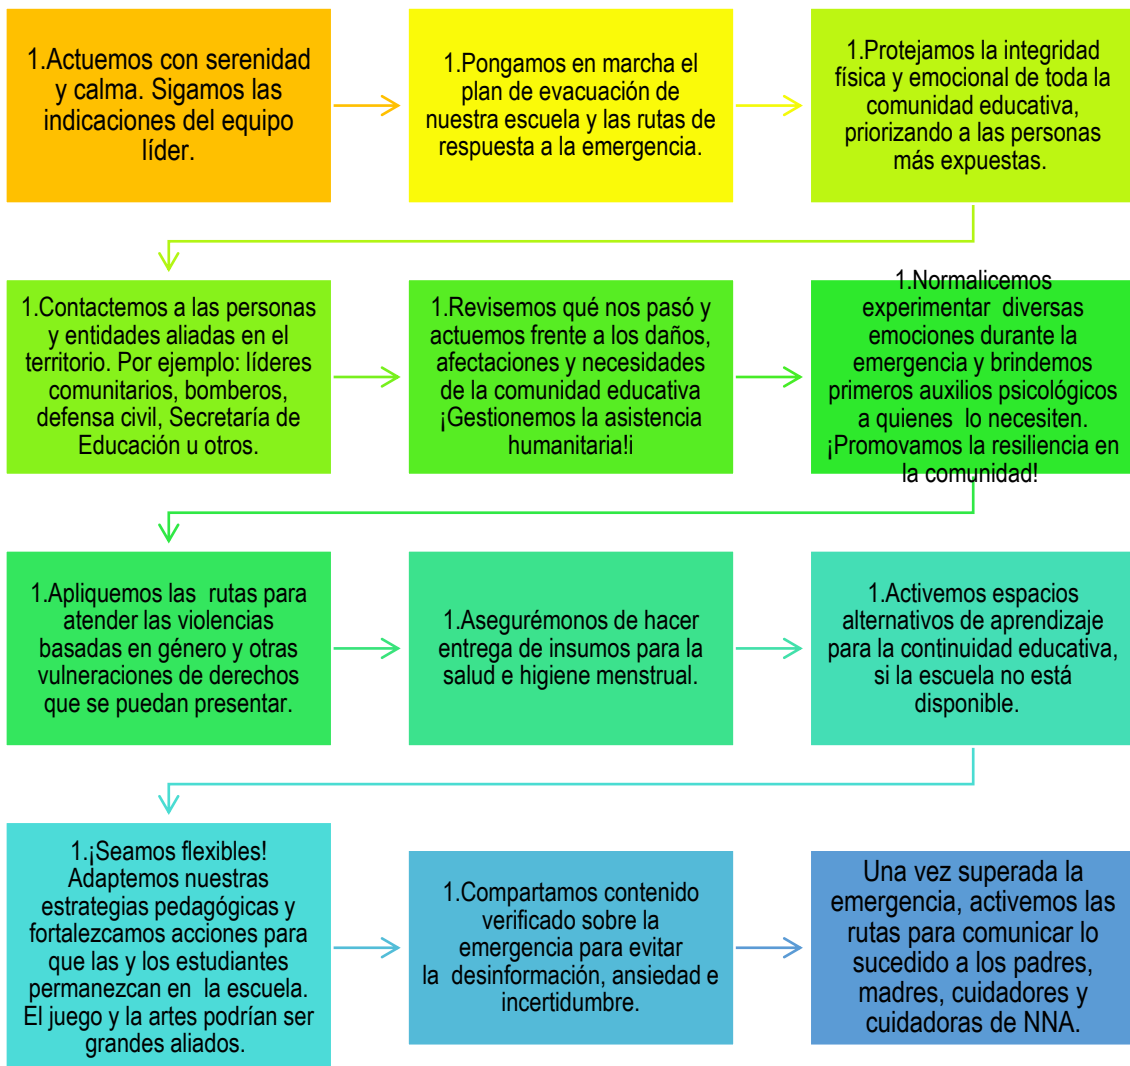 1.Actuemos con serenidad
y calma. Sigamos las
indicaciones del equipo
líder.
1.Pongamos en marcha el
plan de evacuación de
nuestra escuela y las rutas de
respuesta a la emergencia.
1.Protejamos la integridad
física y emocional de toda la
comunidad educativa,
priorizando a las personas
más expuestas.
1.Contactemos a las personas
y entidades aliadas en el
territorio. Por ejemplo: líderes
comunitarios, bomberos,
defensa civil, Secretaría de
Educación u otros.
1.Revisemos qué nos pasó y
actuemos frente a los daños,
afectaciones y necesidades
de la comunidad educativa
¡Gestionemos la asistencia
humanitaria!i
1.Normalicemos
experimentar diversas
emociones durante la
emergencia y brindemos
primeros auxilios psicológicos
a quienes lo necesiten.
¡Promovamos la resiliencia en
la comunidad!
1.Apliquemos las rutas para
atender las violencias
basadas en género y otras
vulneraciones de derechos
que se puedan presentar.
1.Asegurémonos de hacer
entrega de insumos para la
salud e higiene menstrual.
1.Activemos espacios
alternativos de aprendizaje
para la continuidad educativa,
si la escuela no está
disponible.
1.¡Seamos flexibles!
Adaptemos nuestras
estrategias pedagógicas y
fortalezcamos acciones para
que las y los estudiantes
permanezcan en la escuela.
El juego y la artes podrían ser
grandes aliados.
1.Compartamos contenido
verificado sobre la
emergencia para evitar
la desinformación, ansiedad e
incertidumbre.
Una vez superada la
emergencia, activemos las
rutas para comunicar lo
sucedido a los padres,
madres, cuidadores y
cuidadoras de NNA.